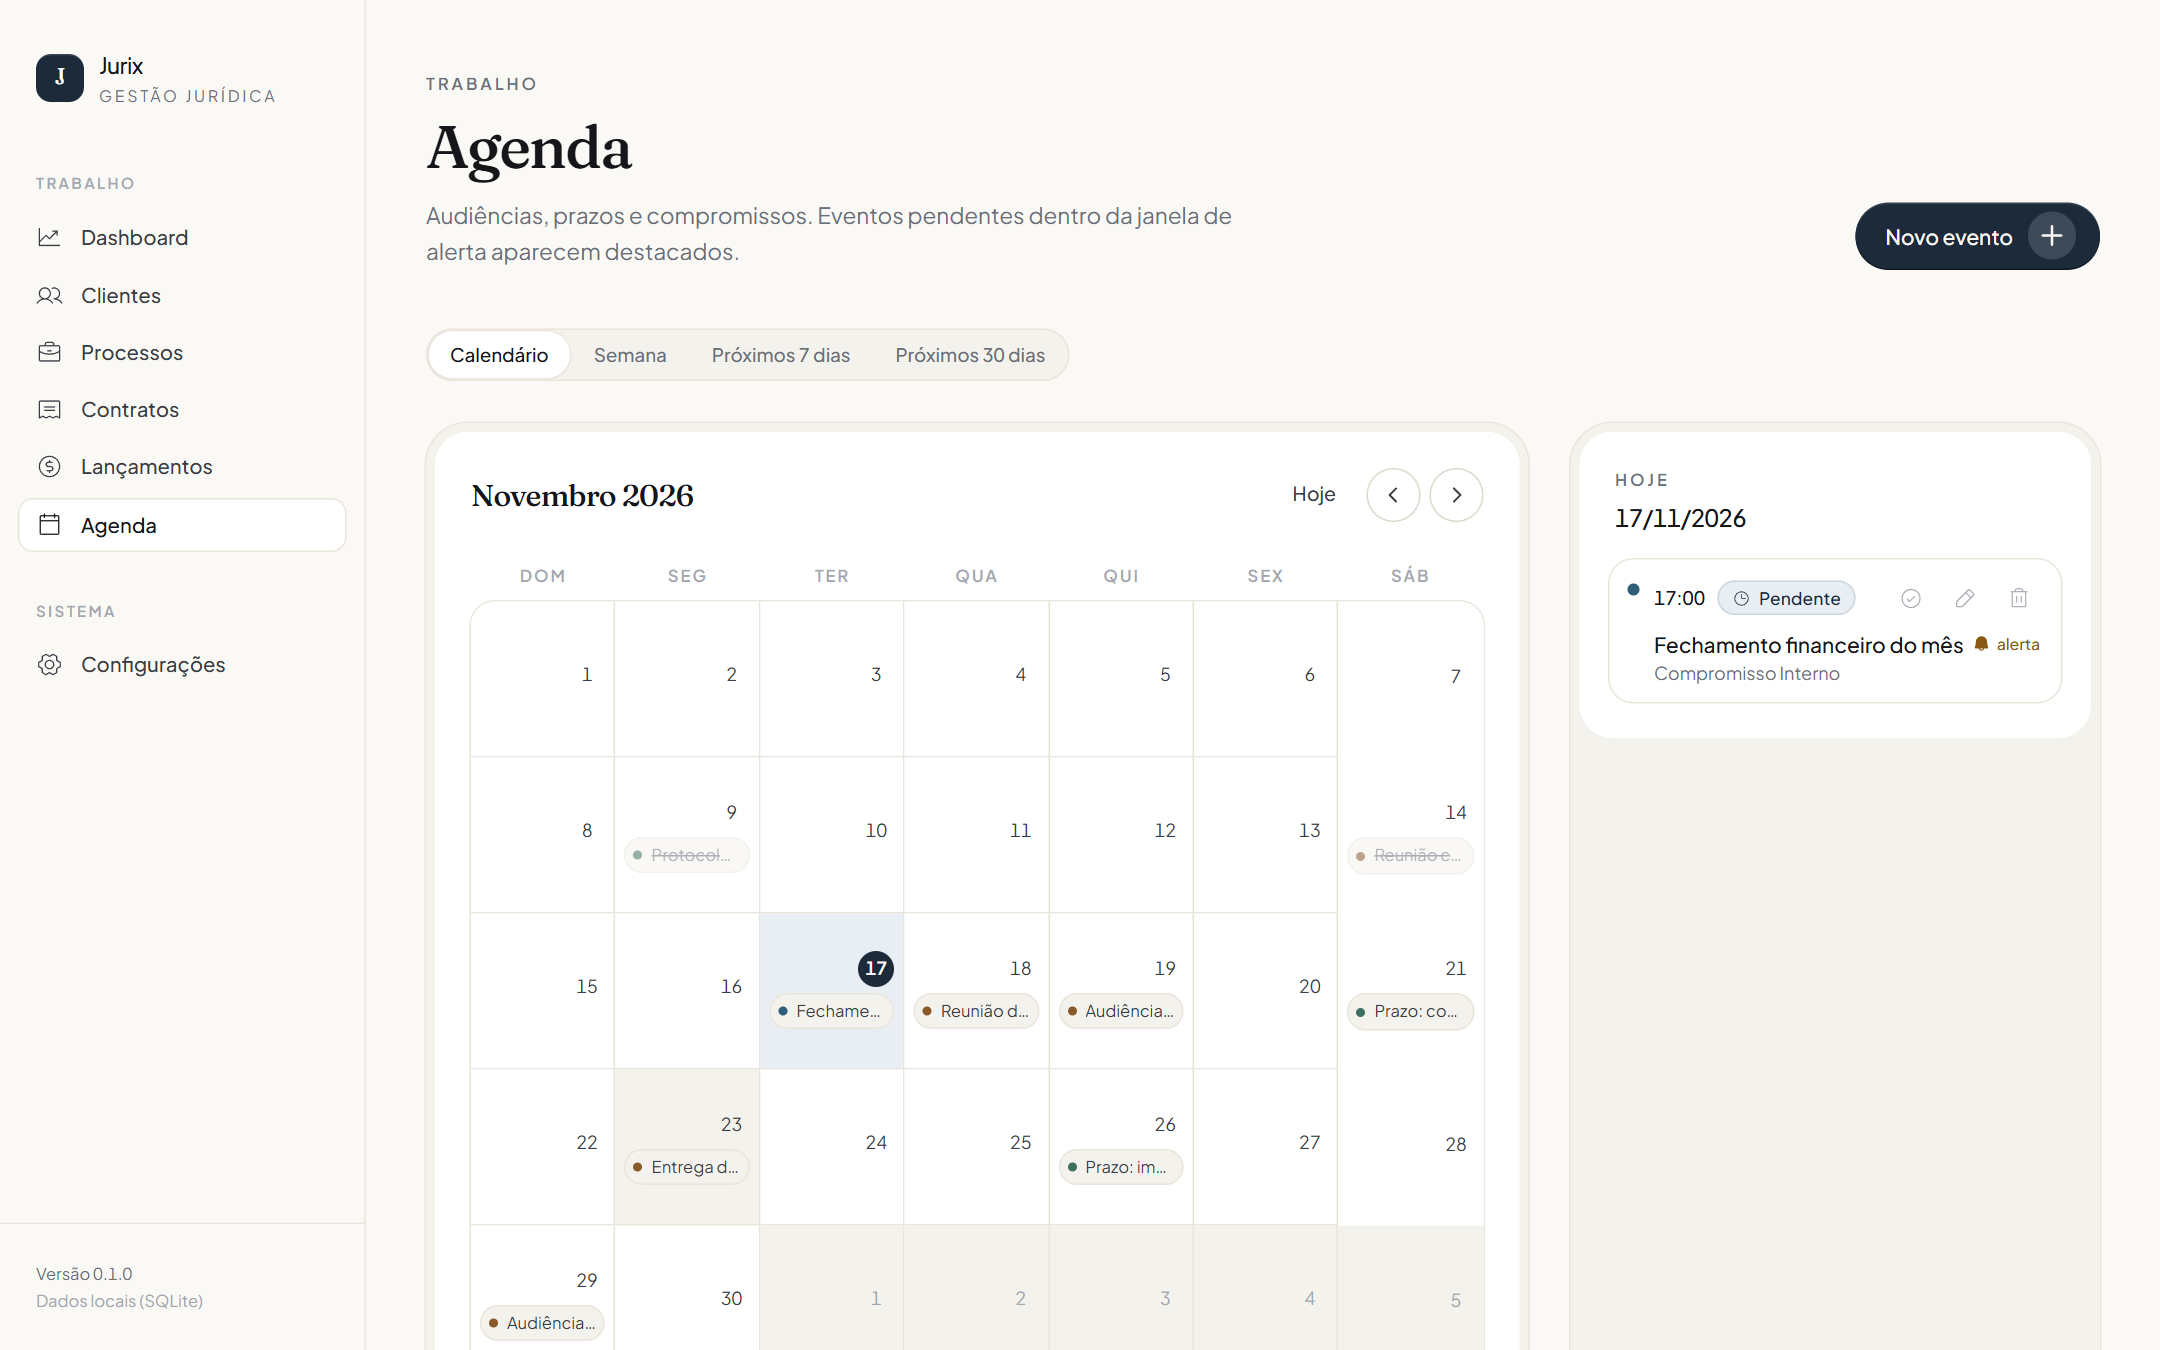 J
Jurix
GESTÃO JURÍDICA
TRABALHO
Dashboard
Clientes
Processos
Contratos
Lançamentos
Agenda
SISTEMA
Configurações
Versão 0.1.0
Dados locais (SQLite)
TRABALHO
Agenda
Audiências, prazos e compromissos. Eventos pendentes dentro da janela de
alerta aparecem destacados.
Novo evento
Calendário Semana Próximos 7 dias Próximos 30 dias
Novembro 2026 Hoje
DOM SEG TER QUA QUI SEX SÁB
1 2 3 4 5 6 7
8 9 10 11 12 13 14
Protocol... Reunião c...
15 16 17 18 19 20 21
Fechame... Reunião d... Audiência... Prazo: co...
22 23 24 25 26 27 28
Entrega d... Prazo: im...
29 30 1 2 3 4 5
Audiência...
HOJE
17/11/2026
17:00 Pendente
Fechamento financeiro do mês alerta
Compromisso Interno